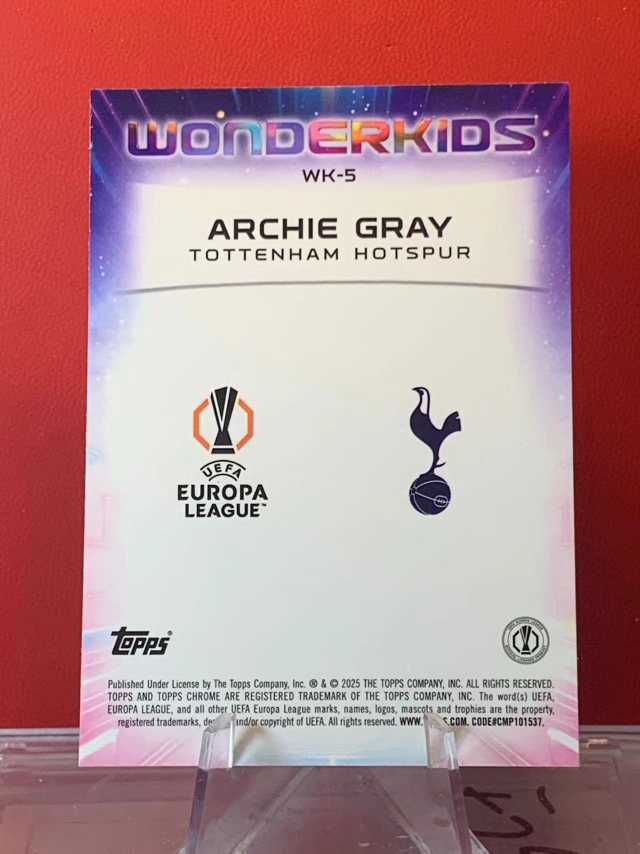 WONDERKIDS
WK-5
ARCHIE GRAY
TOTTENHAM HOTSPUR
UEFA
EUROPA
LEAGUE™
Topps®
Published Under License by The Topps Company, Inc. ® & © 2025 THE TOPPS COMPANY, INC. ALL RIGHTS RESERVED.
TOPPS AND TOPPS CHROME ARE REGISTERED TRADEMARK OF THE TOPPS COMPANY, INC. The word(s) UEFA,
EUROPA LEAGUE, and all other UEFA Europa League marks, names, logos, mascots and trophies are the property,
registered trademarks, and/or copyright of UEFA. All rights reserved. CODE#CMP101537.